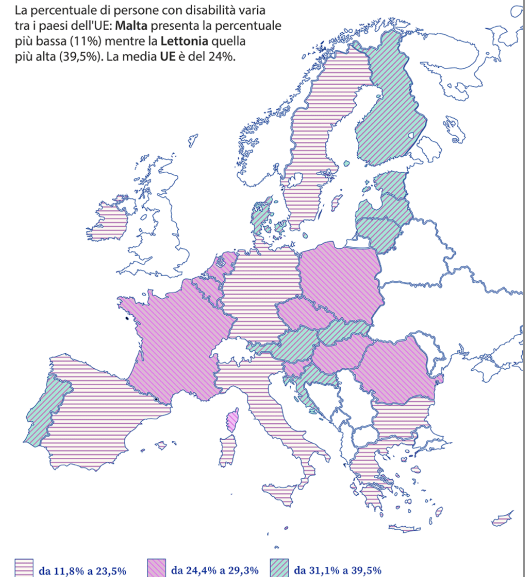 La percentuale di persone con disabilità varia
tra i paesi dell'UE: Malta presenta la percentuale
più bassa (11%) mentre la Lettonia quella
più alta (39,5%). La media UE è del 24%.
da 11,8% a 23,5%
da 24,4% a 29,3%
da 31,1% a 39,5%